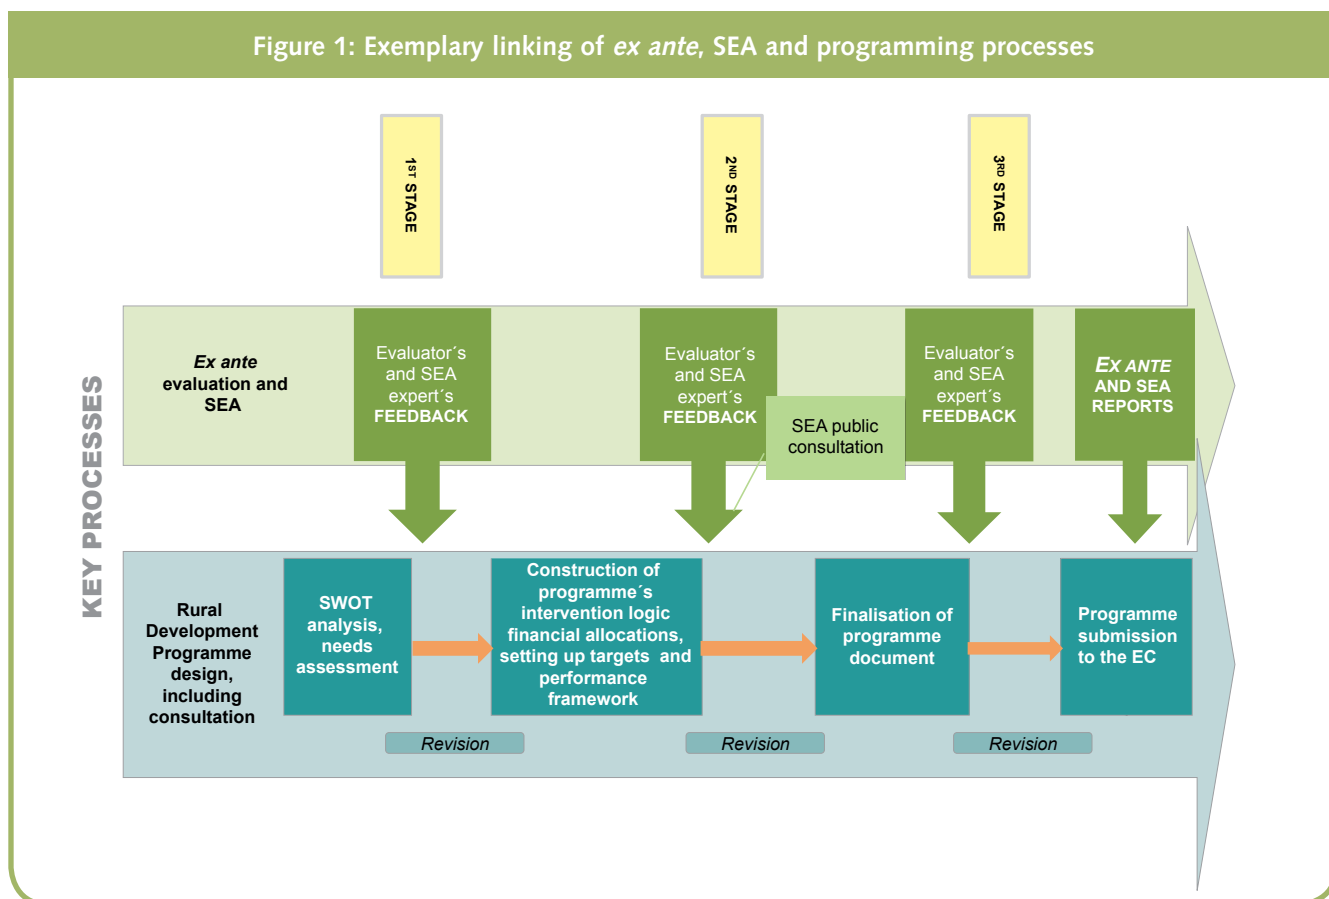 Figure 1: Exemplary linking of ex ante, SEA and programming processes
1ST STAGE
2ND STAGE
3RD STAGE
KEY PROCESSES
Ex ante
evaluation and
SEA
Evaluator´s
and SEA
expert´s
FEEDBACK
Evaluator´s
and SEA
expert´s
FEEDBACK
SEA public
consultation
Evaluator´s
and SEA
expert´s
FEEDBACK
EX ANTE
AND SEA
REPORTS
Rural
Development
Programme
design,
including
consultation
SWOT
analysis,
needs
assessment
Construction of
programme´s
intervention logic
financial allocations,
setting up targets and
performance
framework
Finalisation of
programme
document
Programme
submission
to the EC
Revision
Revision
Revision